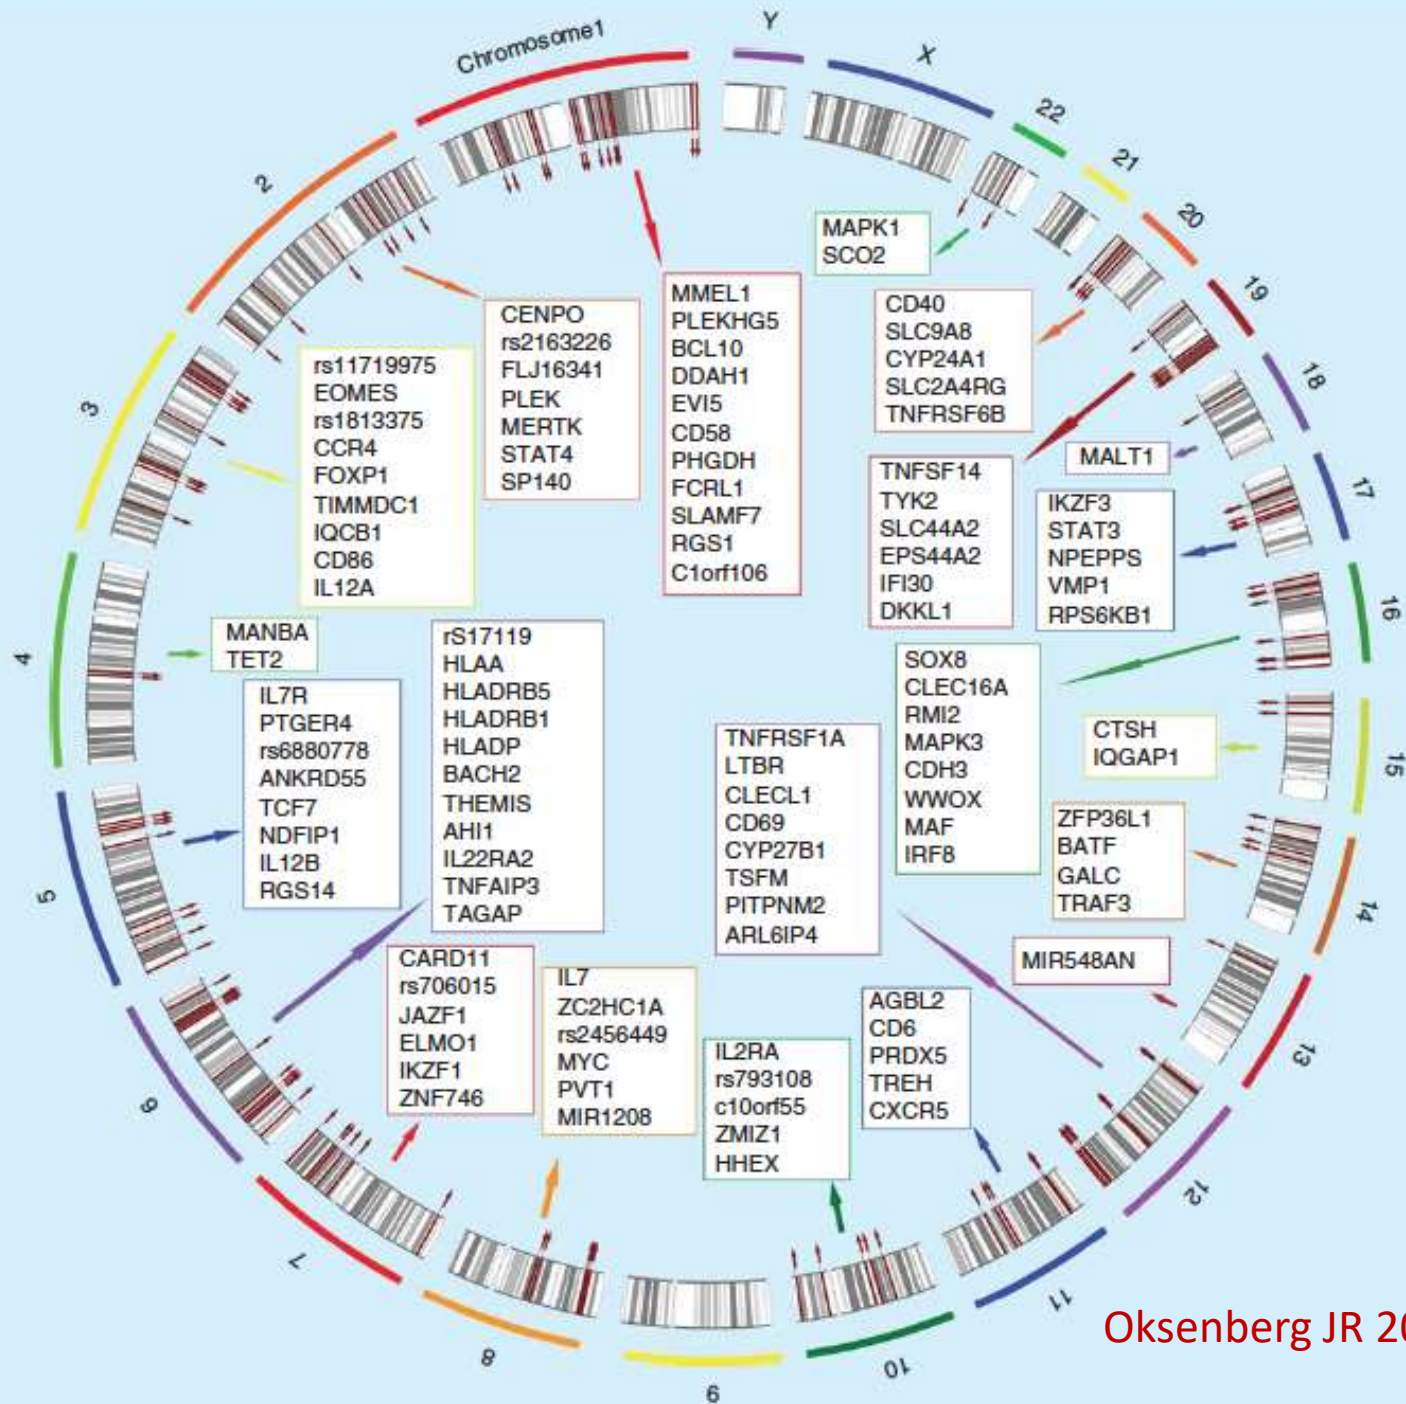 Chromosome1
Y
X
22
21
20
19
18
17
16
15
14
13
12
11
10
9
8
7
6
5
4
3
2
MAPK1
SCO2
CD40
SLC9A8
CYP24A1
SLC2A4RG
TNFRSF6B
MMEL1
PLEKHG5
BCL10
DDAH1
EVI5
CD58
PHGDH
FCRL1
SLAMF7
RGS1
C1orf106
CENPO
rs2163226
FLJ16341
PLEK
MERTK
STAT4
SP140
rs11719975
EOMES
rs1813375
CCR4
FOXP1
TIMMDC1
IQCB1
CD86
IL12A
TNFSF14
TYK2
SLC44A2
EPS44A2
IFI30
DKKL1
MALT1
IKZF3
STAT3
NPEPPS
VMP1
RPS6KB1
MANBA
TET2
IL7R
PTGER4
rs6880778
ANKRD55
TCF7
NDFIP1
IL12B
RGS14
rS17119
HLAA
HLADRB5
HLADRB1
HLADP
BACH2
THEMIS
AHI1
IL22RA2
TNFAIP3
TAGAP
SOX8
CLEC16A
RMI2
MAPK3
CDH3
WWOX
MAF
IRF8
CTSH
IQGAP1
TNFRSF1A
LTBR
CLECL1
CD69
CYP27B1
TSFM
PITPNM2
ARL6IP4
ZFP36L1
BATF
GALC
TRAF3
MIR548AN
CARD11
rs706015
JAZF1
ELMO1
IKZF1
ZNF746
IL7
ZC2HC1A
rs2456449
MYC
PVT1
MIR1208
IL2RA
rs793108
c10orf55
ZMIZ1
HHEX
AGBL2
CD6
PRDX5
TREH
CXCR5
Oksenberg JR 20